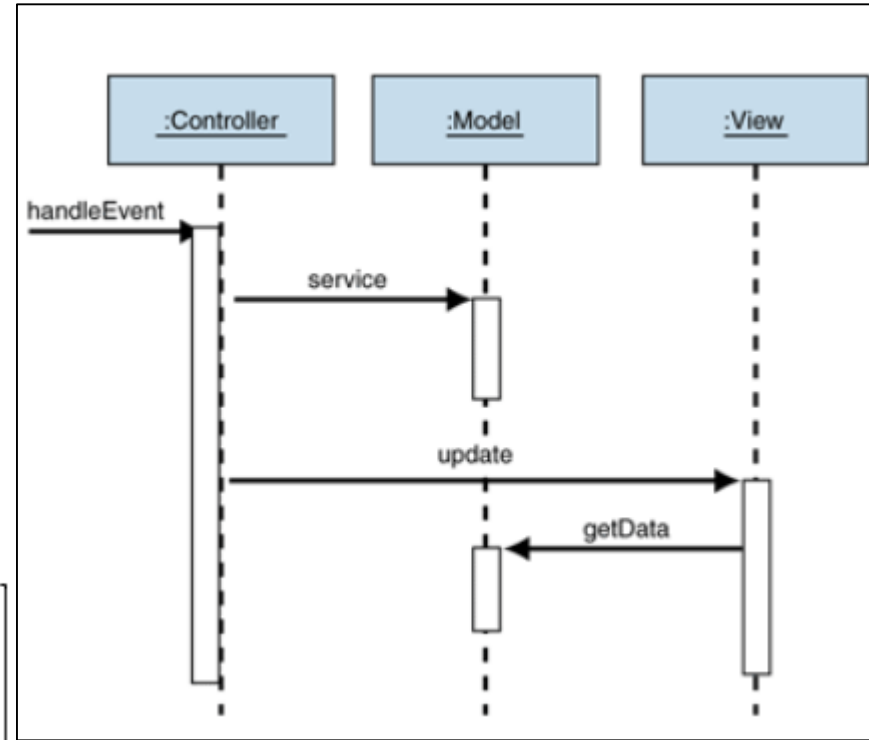 :Controller
:Model
:View
handleEvent
service
update
getData